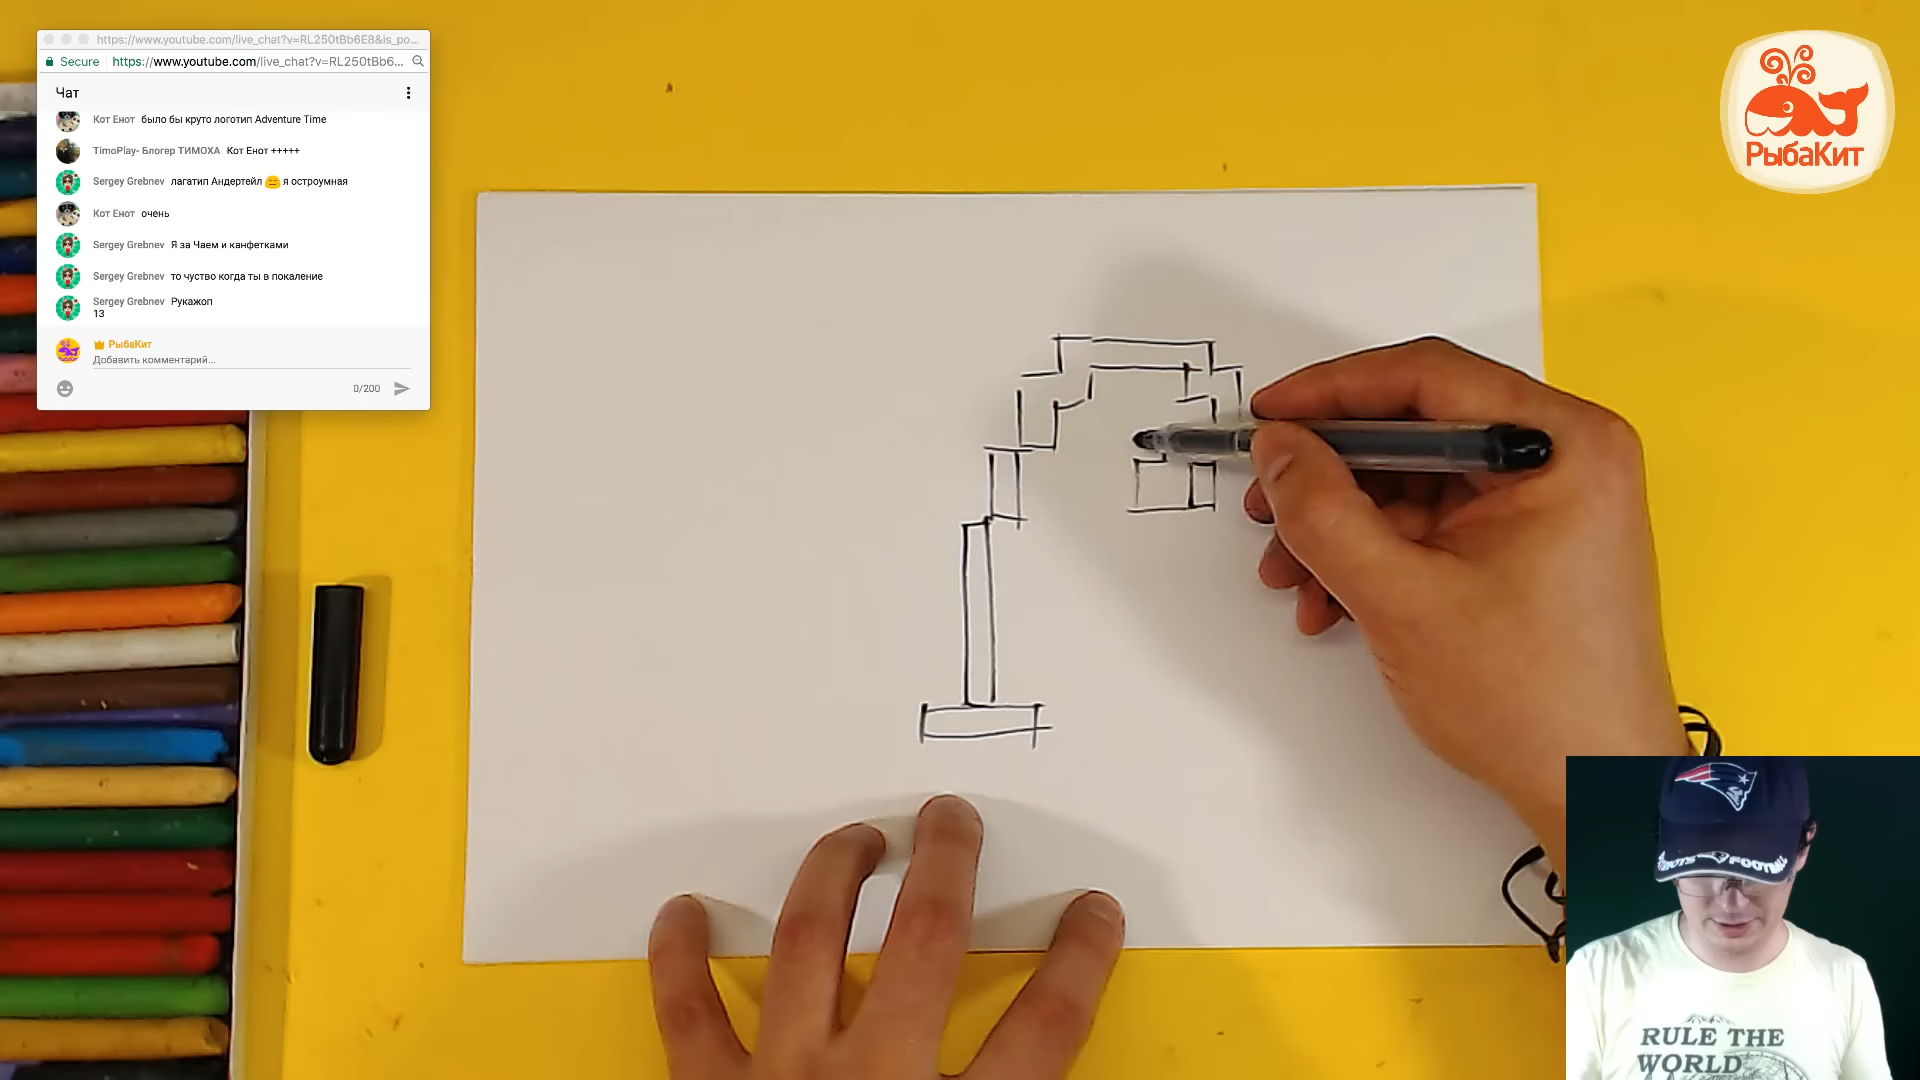 https://www.youtube.com/live_chat?v=RL250tBb6E8&is_po...
Secure https://www.youtube.com/live_chat?v=RL250tBb6...
Чат
Кот Енот было бы круто логотип Adventure Time
TimoPlay- Блогер ТИМОХА Кот Енот +++++
Sergey Grebnev лагатип Андертейл 😑 я остроумная
Кот Енот очень
Sergey Grebnev Я за Чаем и канфетками
Sergey Grebnev то чуство когда ты в покаление
Sergey Grebnev Рукажоп
13
РыбаКит
Добавить комментарий...
0/200
РыбаКит
FOOTBALL
RULE THE
WORLD